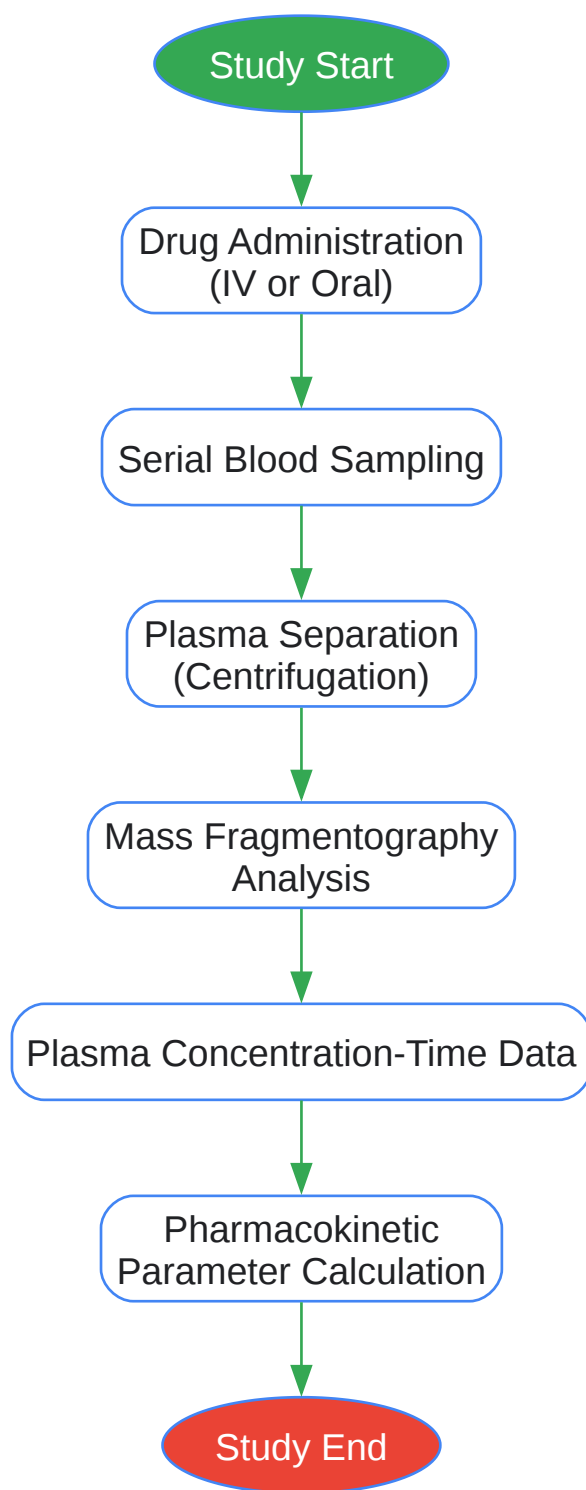 Study Start
Drug Administration
(IV or Oral)
Serial Blood Sampling
Plasma Separation
(Centrifugation)
Mass Fragmentography
Analysis
Plasma Concentration-Time Data
Pharmacokinetic
Parameter Calculation
Study End